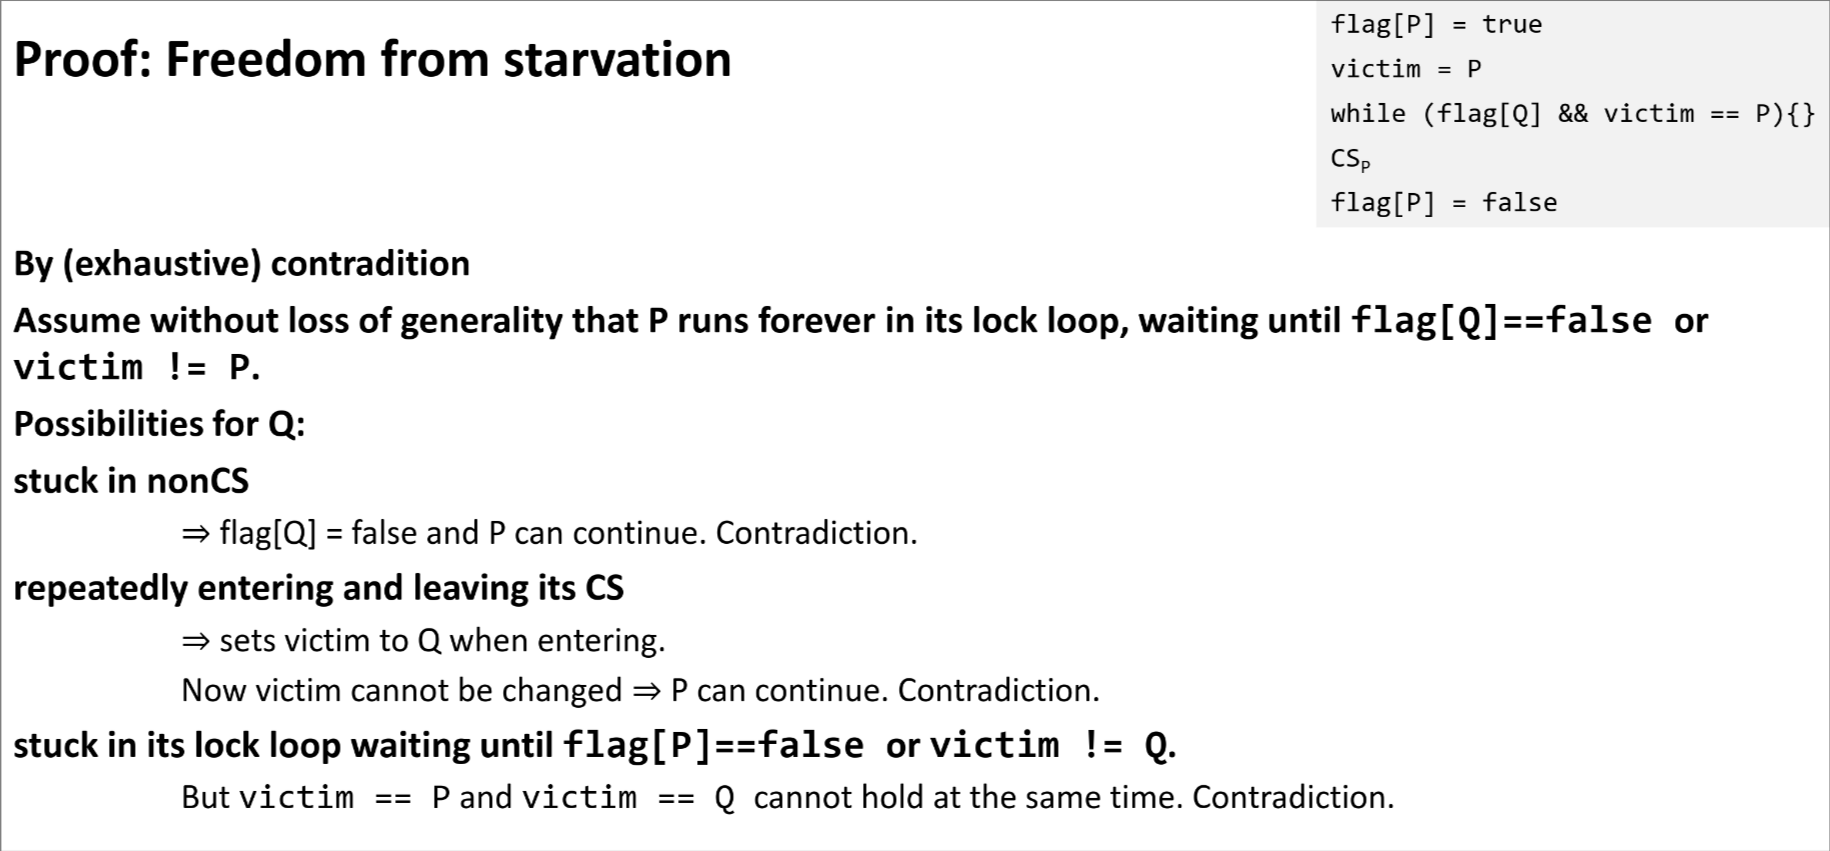 Proof: Freedom from starvation
flag[P] = true
victim = P
while (flag[Q] && victim == P){}
CSₚ
flag[P] = false
By (exhaustive) contradition
Assume without loss of generality that P runs forever in its lock loop, waiting until flag[Q]==false or
victim != P.
Possibilities for Q:
stuck in nonCS
⇒ flag[Q] = false and P can continue. Contradiction.
repeatedly entering and leaving its CS
⇒ sets victim to Q when entering.
Now victim cannot be changed ⇒ P can continue. Contradiction.
stuck in its lock loop waiting until flag[P]==false or victim != Q.
But victim == P and victim == Q cannot hold at the same time. Contradiction.